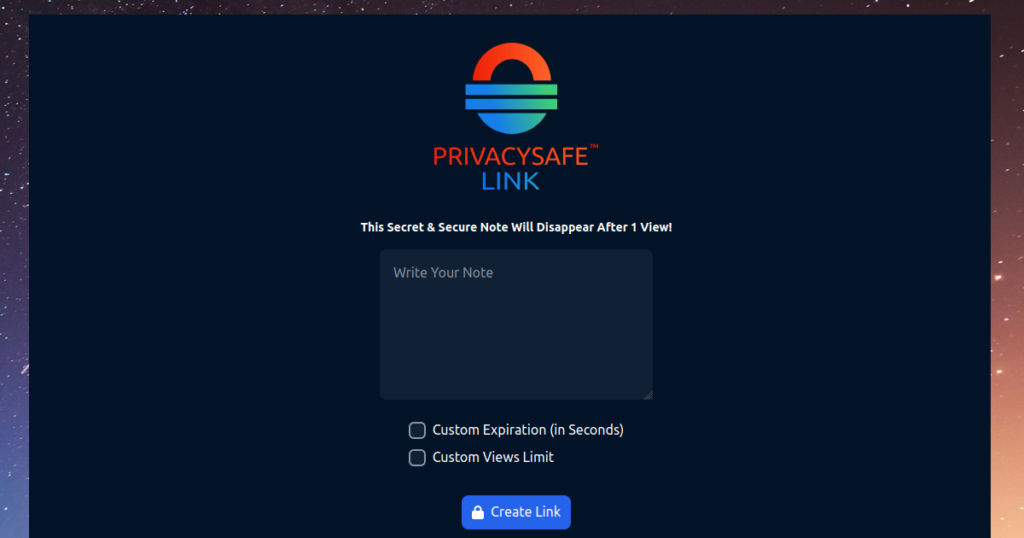 PRIVACYSAFE™
LINK
This Secret & Secure Note Will Disappear After 1 View!
Write Your Note
Custom Expiration (in Seconds)
Custom Views Limit
Create Link